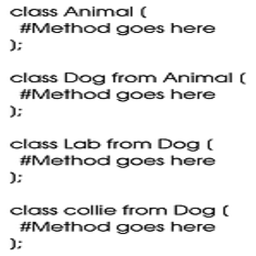 class Animal (
#Method goes here
);
class Dog from Animal (
#Method goes here
);
class Lab from Dog (
#Method goes here
);
class collie from Dog (
#Method goes here
);